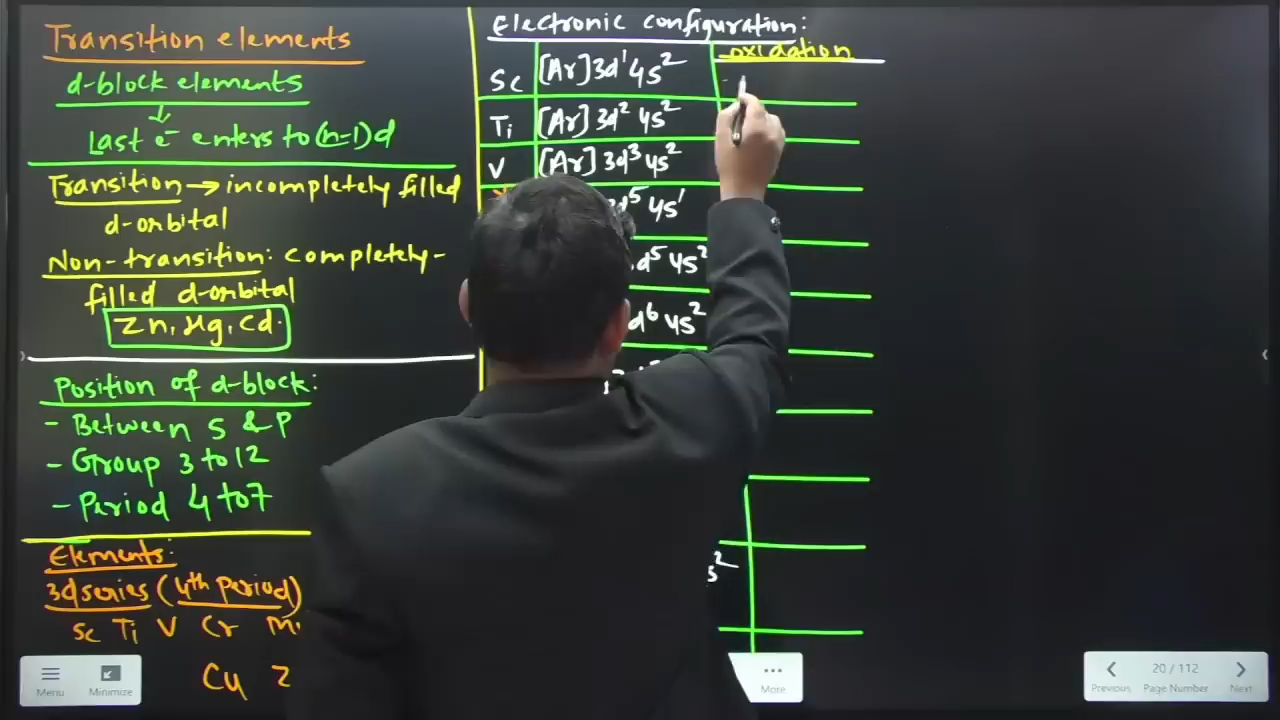 Transition elements
d-block elements
↓
Last e⁻ enters to (n-1)d
Transition → incompletely filled
d-orbital
Non-transition: completely-
filled d-orbital
Zn, Hg, Cd.
Position of d-block:
- Between S & P
- Group 3 to 12
- Period 4 to 7
Elements:
3d series (4th period)
Sc Ti V Cr M
Cu Z
Electronic configuration:
oxidation
Sc [Ar] 3d¹ 4s²
Ti [Ar] 3d² 4s²
V [Ar] 3d³ 4s²
d⁵ 4s¹
d⁵ 4s²
d⁶ 4s²
s²
Menu
Minimize
More
Previous
20 / 112
Page Number
Next